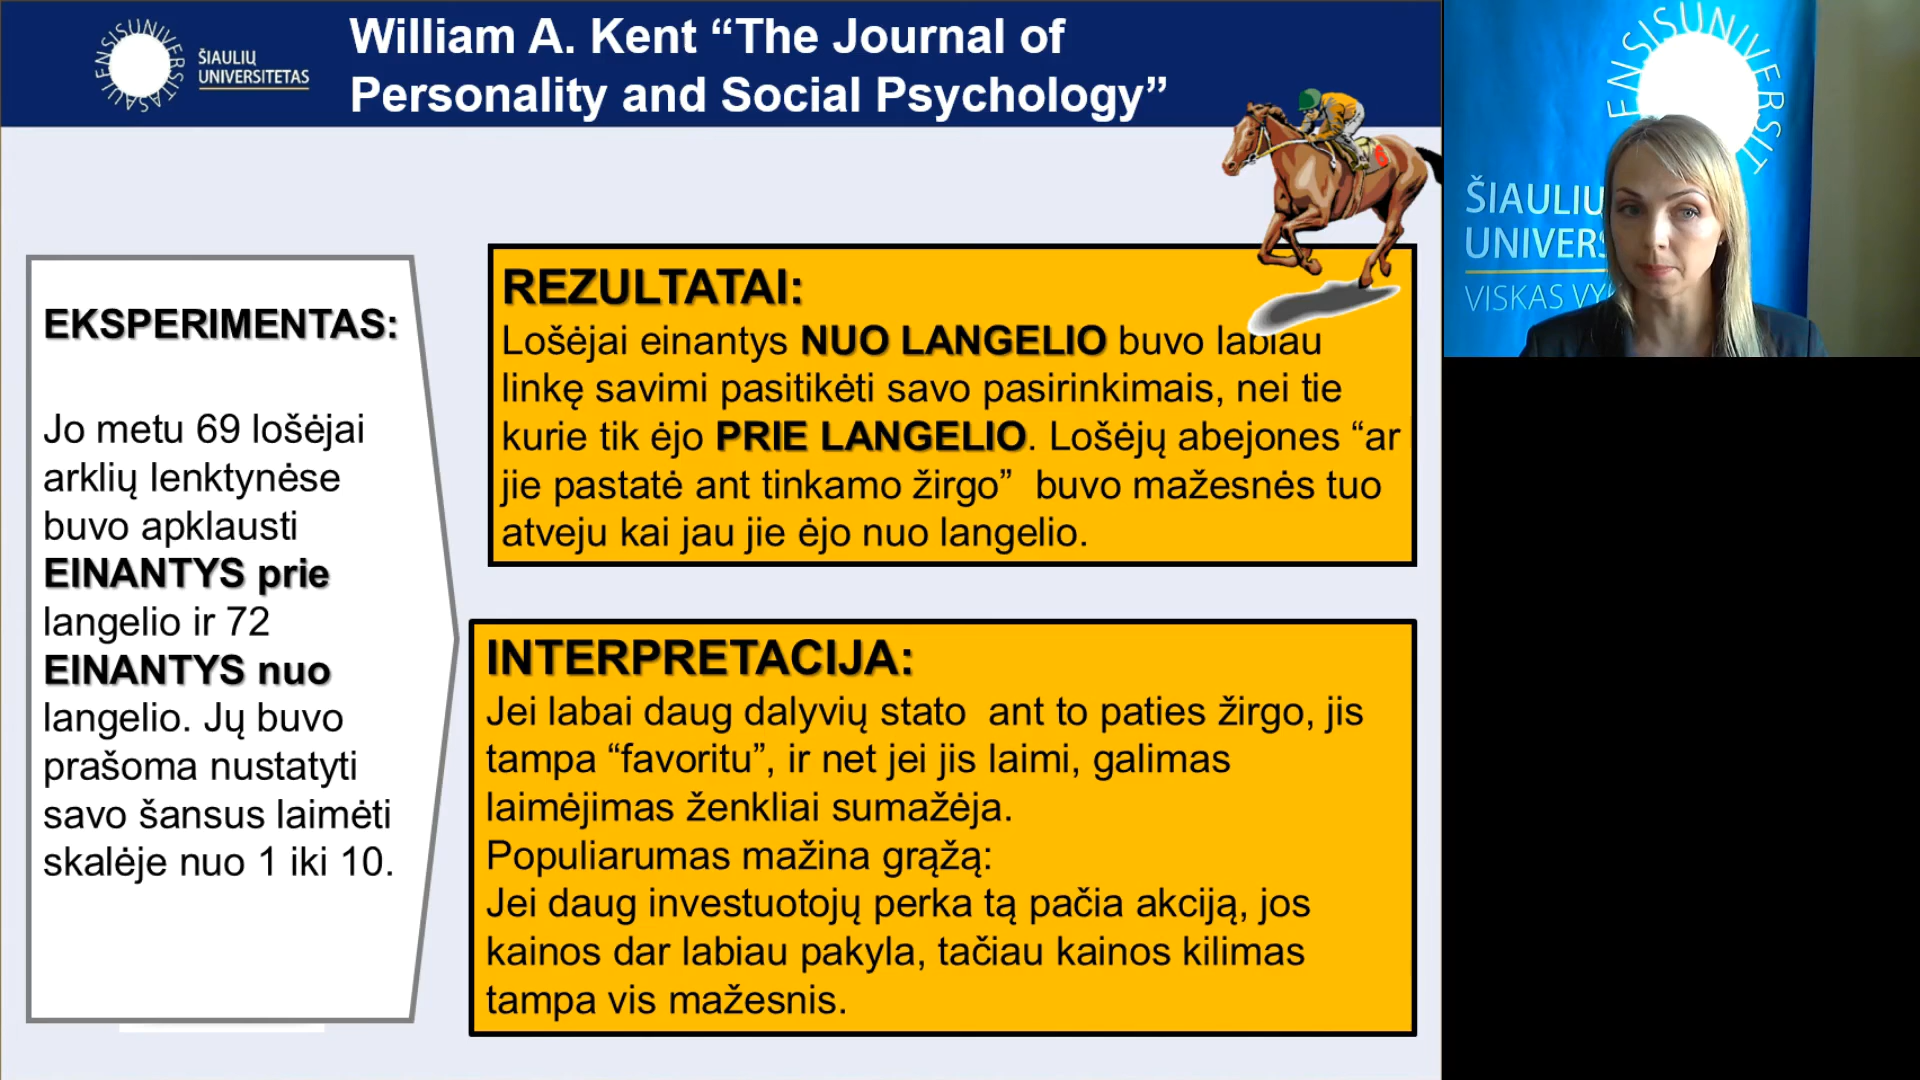 ENSISUNIVERSITASSAUL
ŠIAULIŲ
UNIVERSITETAS
William A. Kent “The Journal of
Personality and Social Psychology”
EKSPERIMENTAS:
Jo metu 69 lošėjai
arklių lenktynėse
buvo apklausti
EINANTYS prie
langelio ir 72
EINANTYS nuo
langelio. Jų buvo
prašoma nustatyti
savo šansus laimėti
skalėje nuo 1 iki 10.
REZULTATAI:
Lošėjai einantys NUO LANGELIO buvo labiau
linkę savimi pasitikėti savo pasirinkimais, nei tie
kurie tik ėjo PRIE LANGELIO. Lošėjų abejones “ar
jie pastatė ant tinkamo žirgo” buvo mažesnės tuo
atveju kai jau jie ėjo nuo langelio.
INTERPRETACIJA:
Jei labai daug dalyvių stato ant to paties žirgo, jis
tampa “favoritu”, ir net jei jis laimi, galimas
laimėjimas ženkliai sumažėja.
Populiarumas mažina grąžą:
Jei daug investuotojų perka tą pačia akciją, jos
kainos dar labiau pakyla, tačiau kainos kilimas
tampa vis mažesnis.
ENSISUNIVERSIT
ŠIAULIŲ
UNIVERS
VISKAS VY